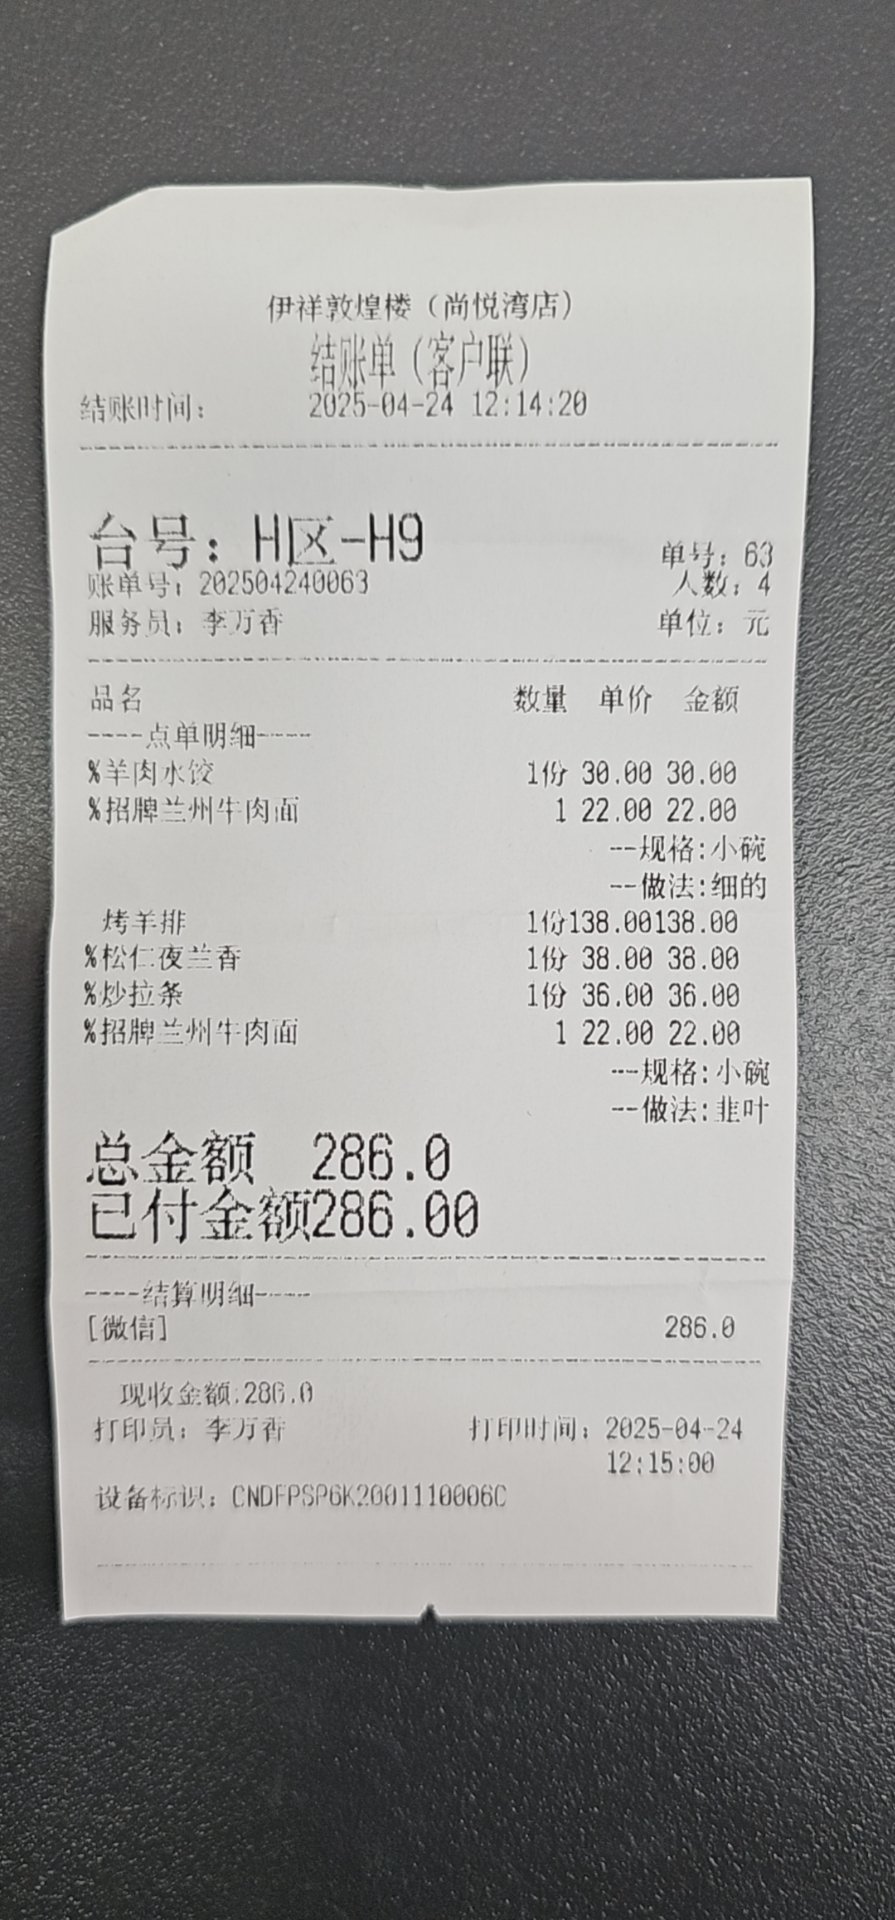 伊祥敦煌楼（尚悦湾店）
结账单（客户联）
结账时间： 2025-04-24 12:14:20
台号：H区-H9
单号：63
账单号：202504240063 人数：4
服务员：李万香 单位：元
品名 数量 单价 金额
----点单明细----
%羊肉水饺 1份 30.00 30.00
%招牌兰州牛肉面 1 22.00 22.00
--规格:小碗
--做法:细的
烤羊排 1份138.00138.00
%松仁夜兰香 1份 38.00 38.00
%炒拉条 1份 36.00 36.00
%招牌兰州牛肉面 1 22.00 22.00
--规格:小碗
--做法:韭叶
总金额 286.0
已付金额286.00
----结算明细----
[微信] 286.0
现收金额:286.0
打印员：李万香 打印时间：2025-04-24
12:15:00
设备标识：CNDFPSP6K2001110006C